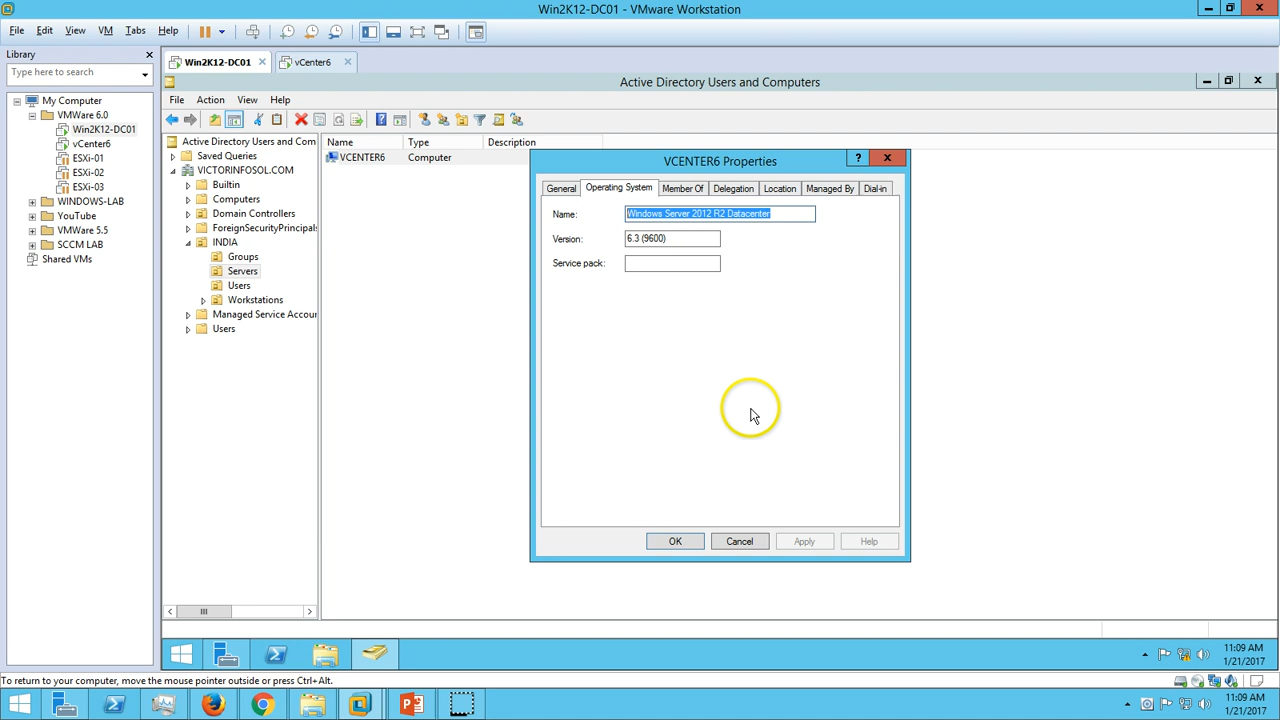 Win2K12-DC01 - VMware Workstation
File Edit View VM Tabs Help
Library
Type here to search
My Computer
VMWare 6.0
Win2K12-DC01
vCenter6
ESXi-01
ESXi-02
ESXi-03
WINDOWS-LAB
YouTube
VMWare 5.5
SCCM LAB
Shared VMs
Win2K12-DC01 vCenter6
Active Directory Users and Computers
File Action View Help
Active Directory Users and Com
Saved Queries
VICTORINFOSOL.COM
Builtin
Computers
Domain Controllers
ForeignSecurityPrincipals
INDIA
Groups
Servers
Users
Workstations
Managed Service Accou
Users
Name Type Description
VCENTER6 Computer
VCENTER6 Properties
General Operating System Member Of Delegation Location Managed By Dial-in
Name: Windows Server 2012 R2 Datacenter
Version: 6.3 (9600)
Service pack:
OK Cancel Apply Help
11:09 AM
1/21/2017
To return to your computer, move the mouse pointer outside or press Ctrl+Alt.
11:09 AM
1/21/2017